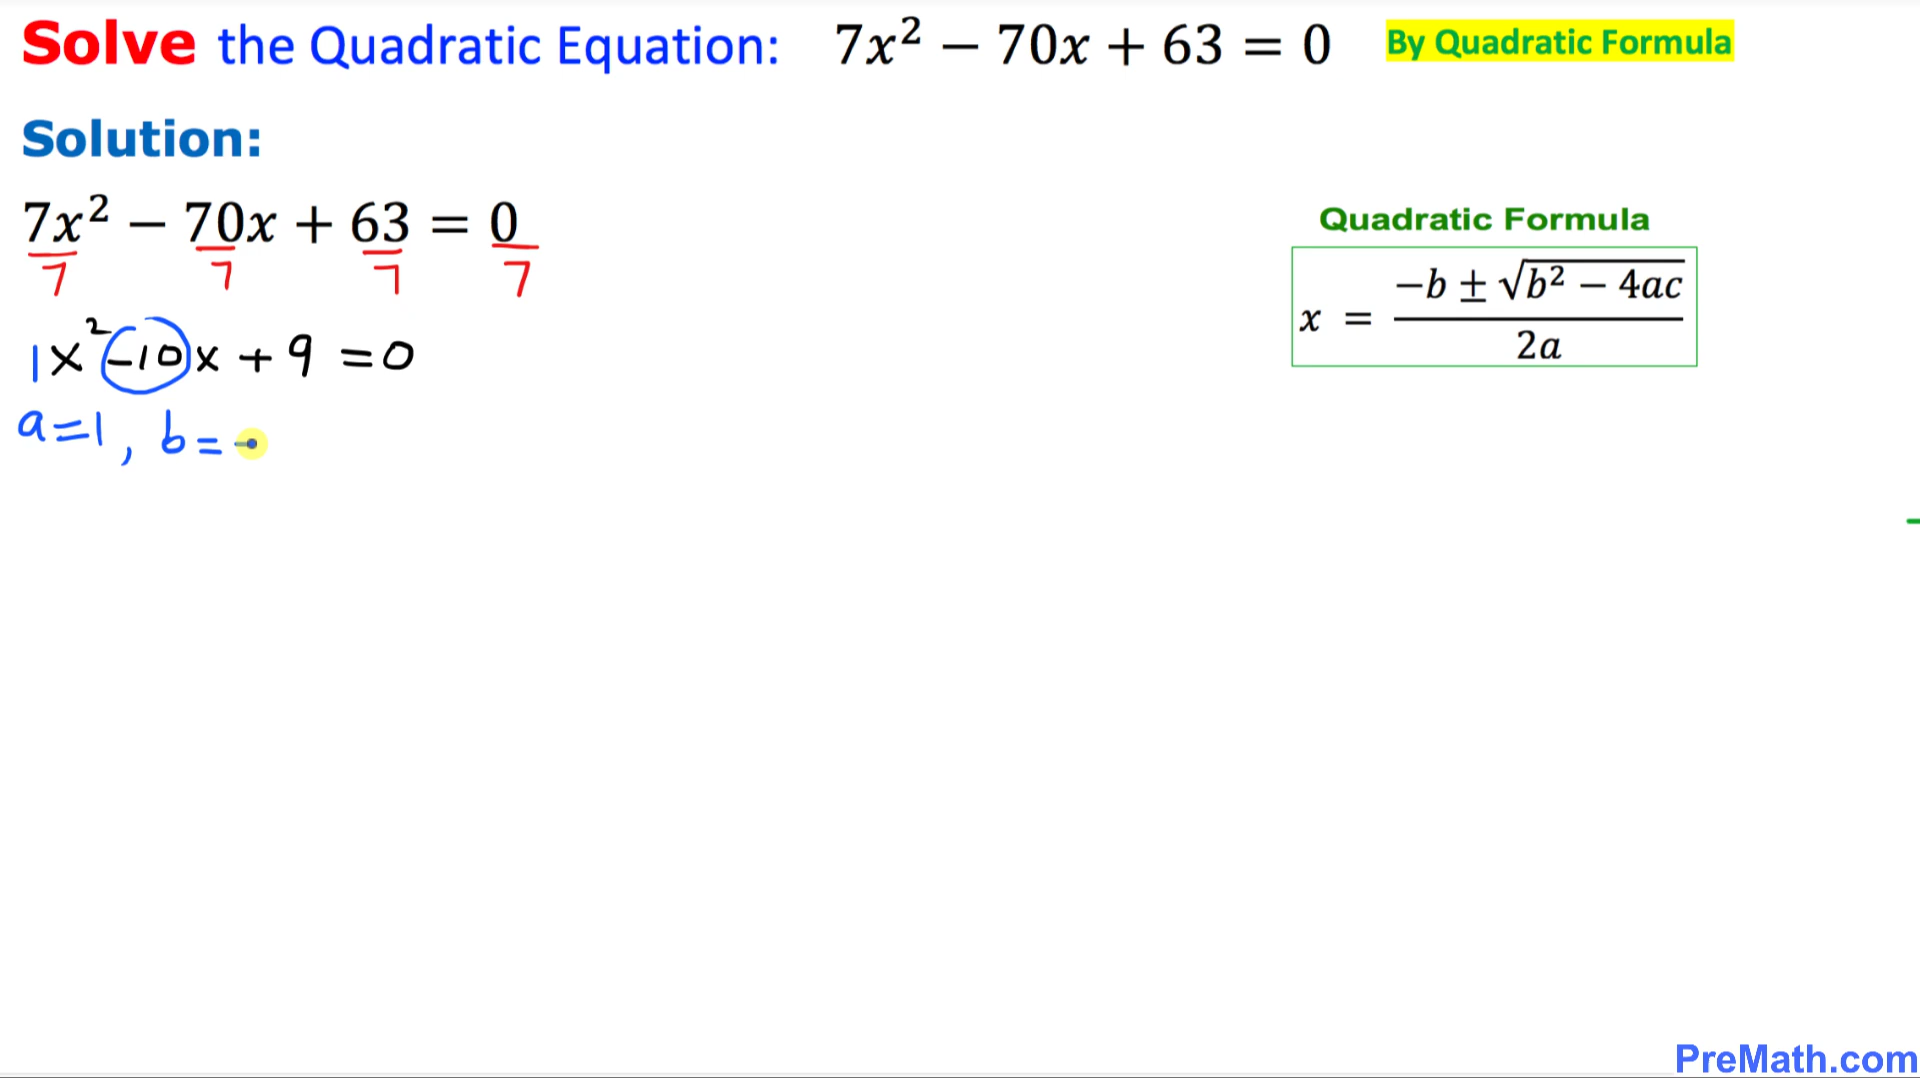 Solve the Quadratic Equation: 7x² − 70x + 63 = 0 By Quadratic Formula
Solution:
7x² − 70x + 63 = 0
7 7 7 7
1x² −10x + 9 = 0
a=1, b= -
Quadratic Formula
x = −b ± √b² − 4ac
2a
PreMath.com